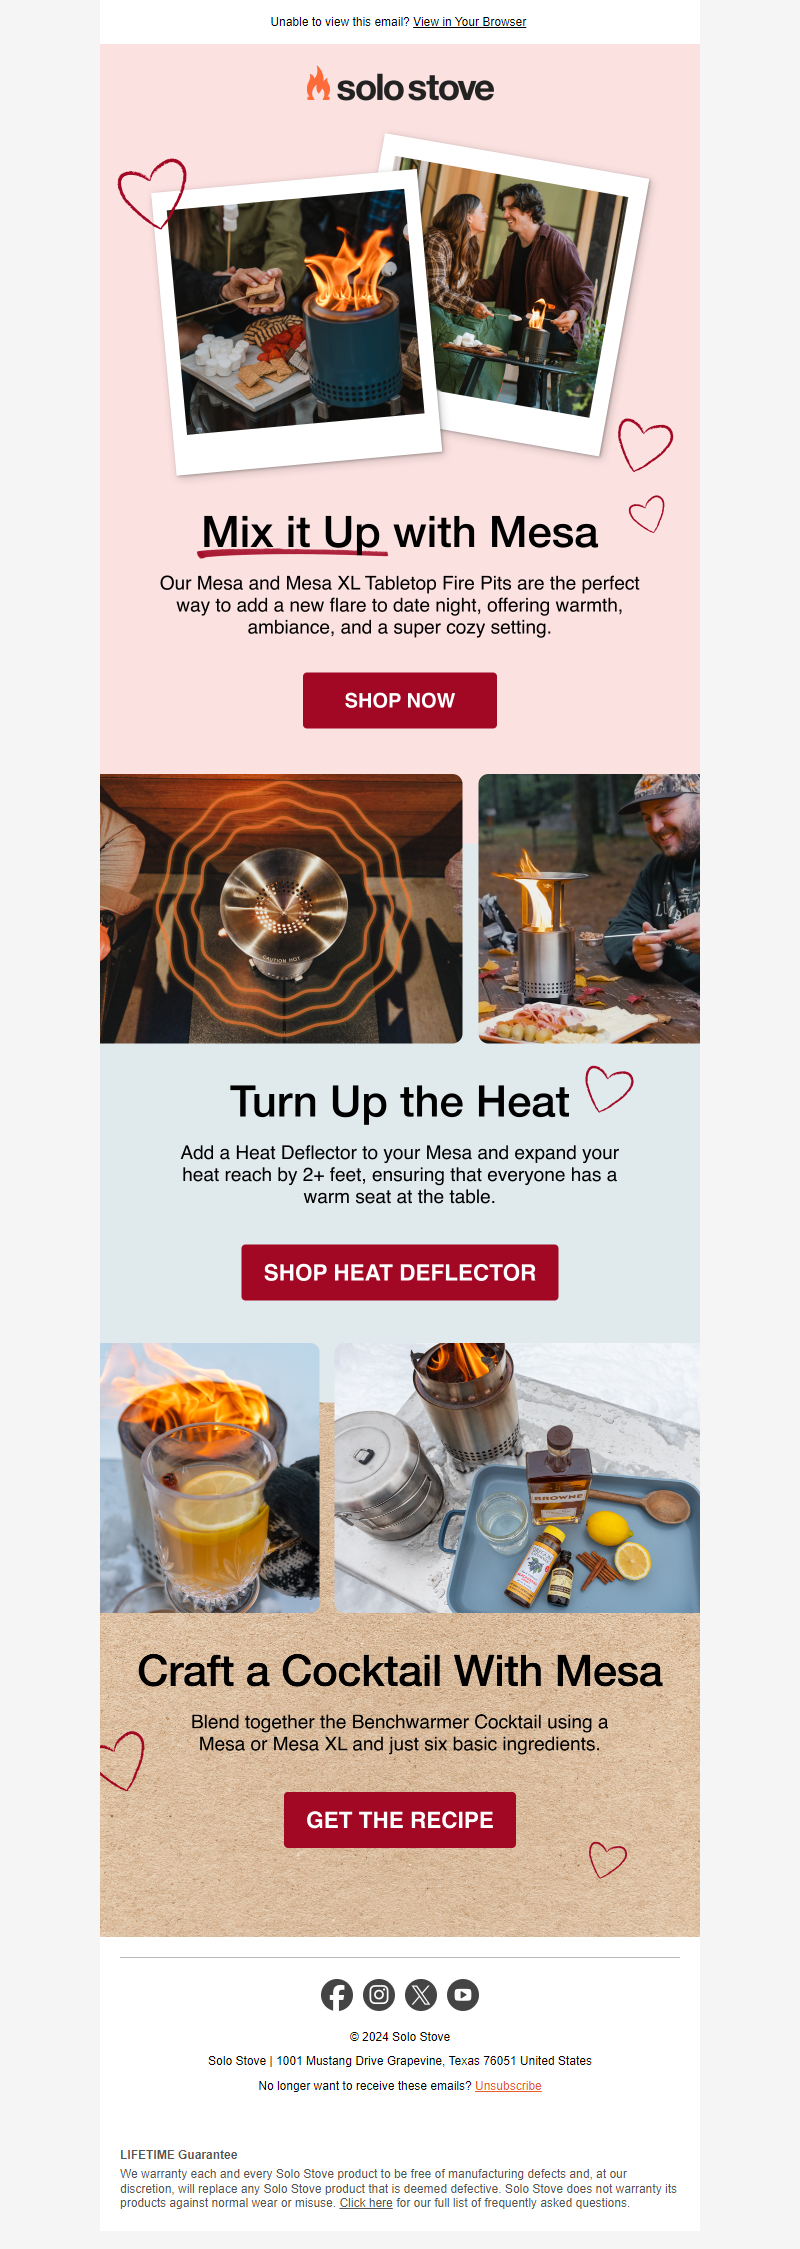 Unable to view this email? View in Your Browser
solo stove
Mix it Up with Mesa
Our Mesa and Mesa XL Tabletop Fire Pits are the perfect
way to add a new flare to date night, offering warmth,
ambiance, and a super cozy setting.
SHOP NOW
CAUTION HOT
Turn Up the Heat
Add a Heat Deflector to your Mesa and expand your
heat reach by 2+ feet, ensuring that everyone has a
warm seat at the table.
SHOP HEAT DEFLECTOR
BROWNE
Craft a Cocktail With Mesa
Blend together the Benchwarmer Cocktail using a
Mesa or Mesa XL and just six basic ingredients.
GET THE RECIPE
© 2024 Solo Stove
Solo Stove | 1001 Mustang Drive Grapevine, Texas 76051 United States
No longer want to receive these emails? Unsubscribe
LIFETIME Guarantee
We warranty each and every Solo Stove product to be free of manufacturing defects and, at our
discretion, will replace any Solo Stove product that is deemed defective. Solo Stove does not warranty its
products against normal wear or misuse. Click here for our full list of frequently asked questions.